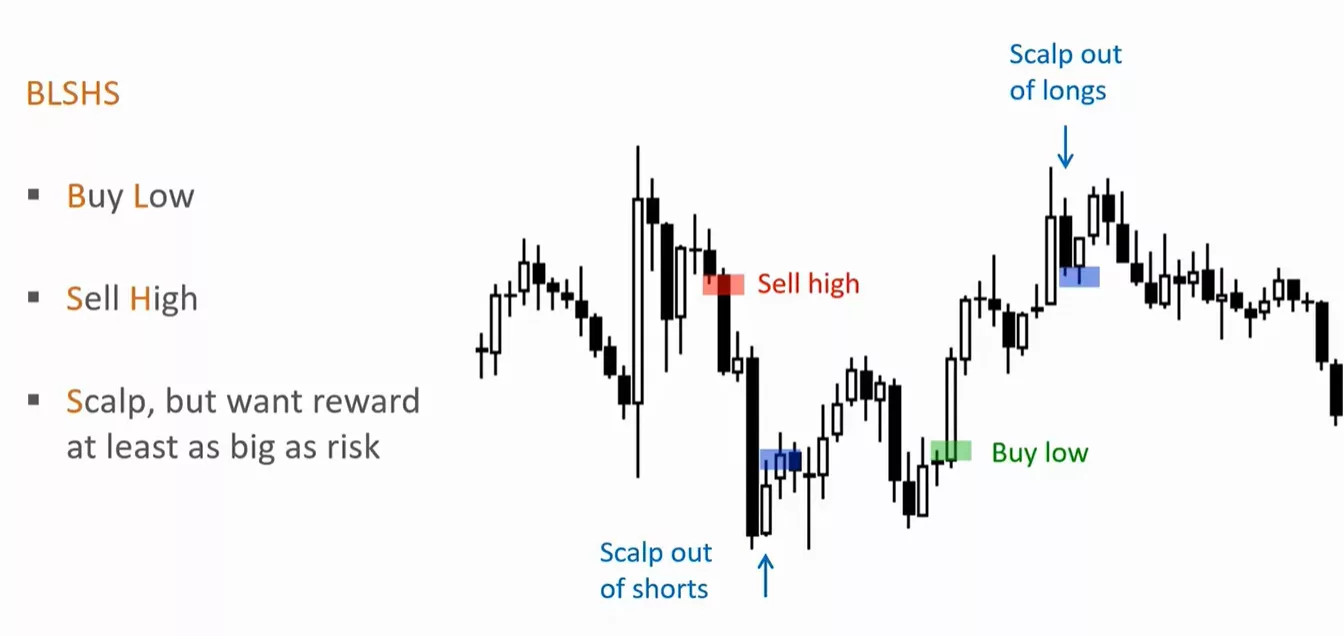 BLSHS
▪ Buy Low
▪ Sell High
▪ Scalp, but want reward
at least as big as risk
Scalp out
of longs
Sell high
Buy low
Scalp out
of shorts